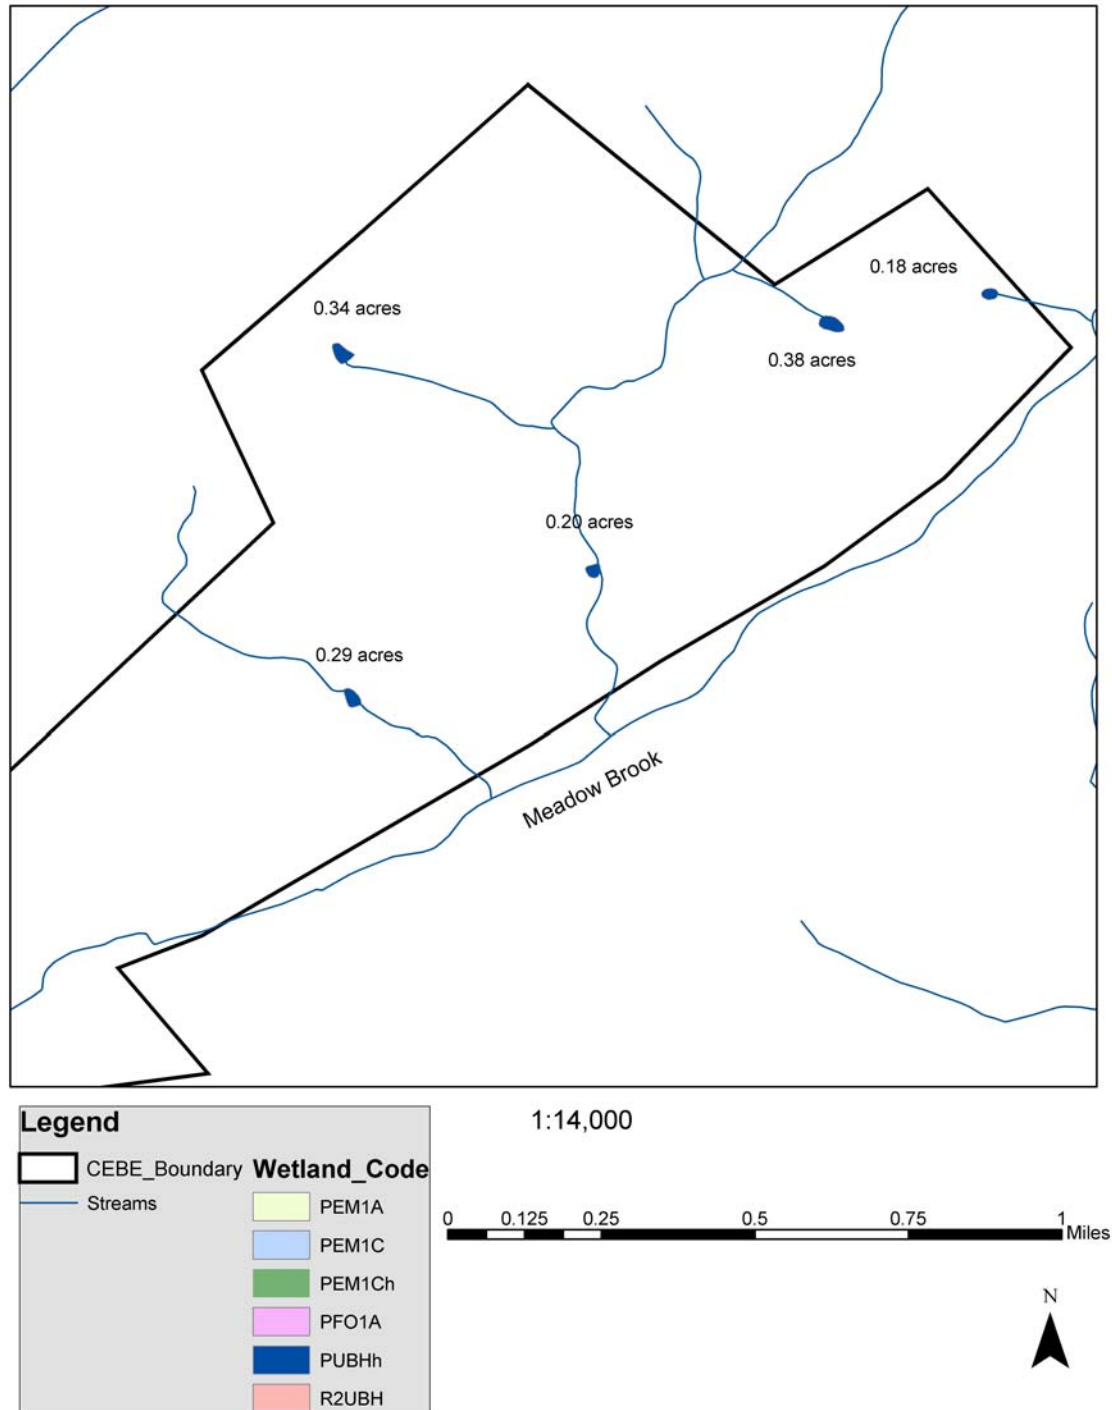 0.18 acres
0.34 acres
0.38 acres
0.20 acres
0.29 acres
Meadow Brook
Legend
CEBE_Boundary
Streams
Wetland_Code
PEM1A
PEM1C
PEM1Ch
PFO1A
PUBHh
R2UBH
1:14,000
0 0.125 0.25 0.5 0.75 1
Miles
N